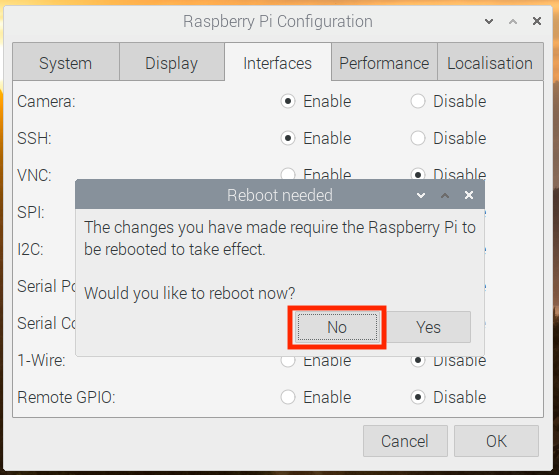 Raspberry Pi Configuration
System Display Interfaces Performance Localisation
Camera: Enable Disable
SSH: Enable Disable
VNC: Enable Disable
Reboot needed
SPI:
The changes you have made require the Raspberry Pi to
be rebooted to take effect.
I2C:
Serial Po
Would you like to reboot now?
Serial Co
No Yes
1-Wire: Enable Disable
Remote GPIO: Enable Disable
Cancel OK